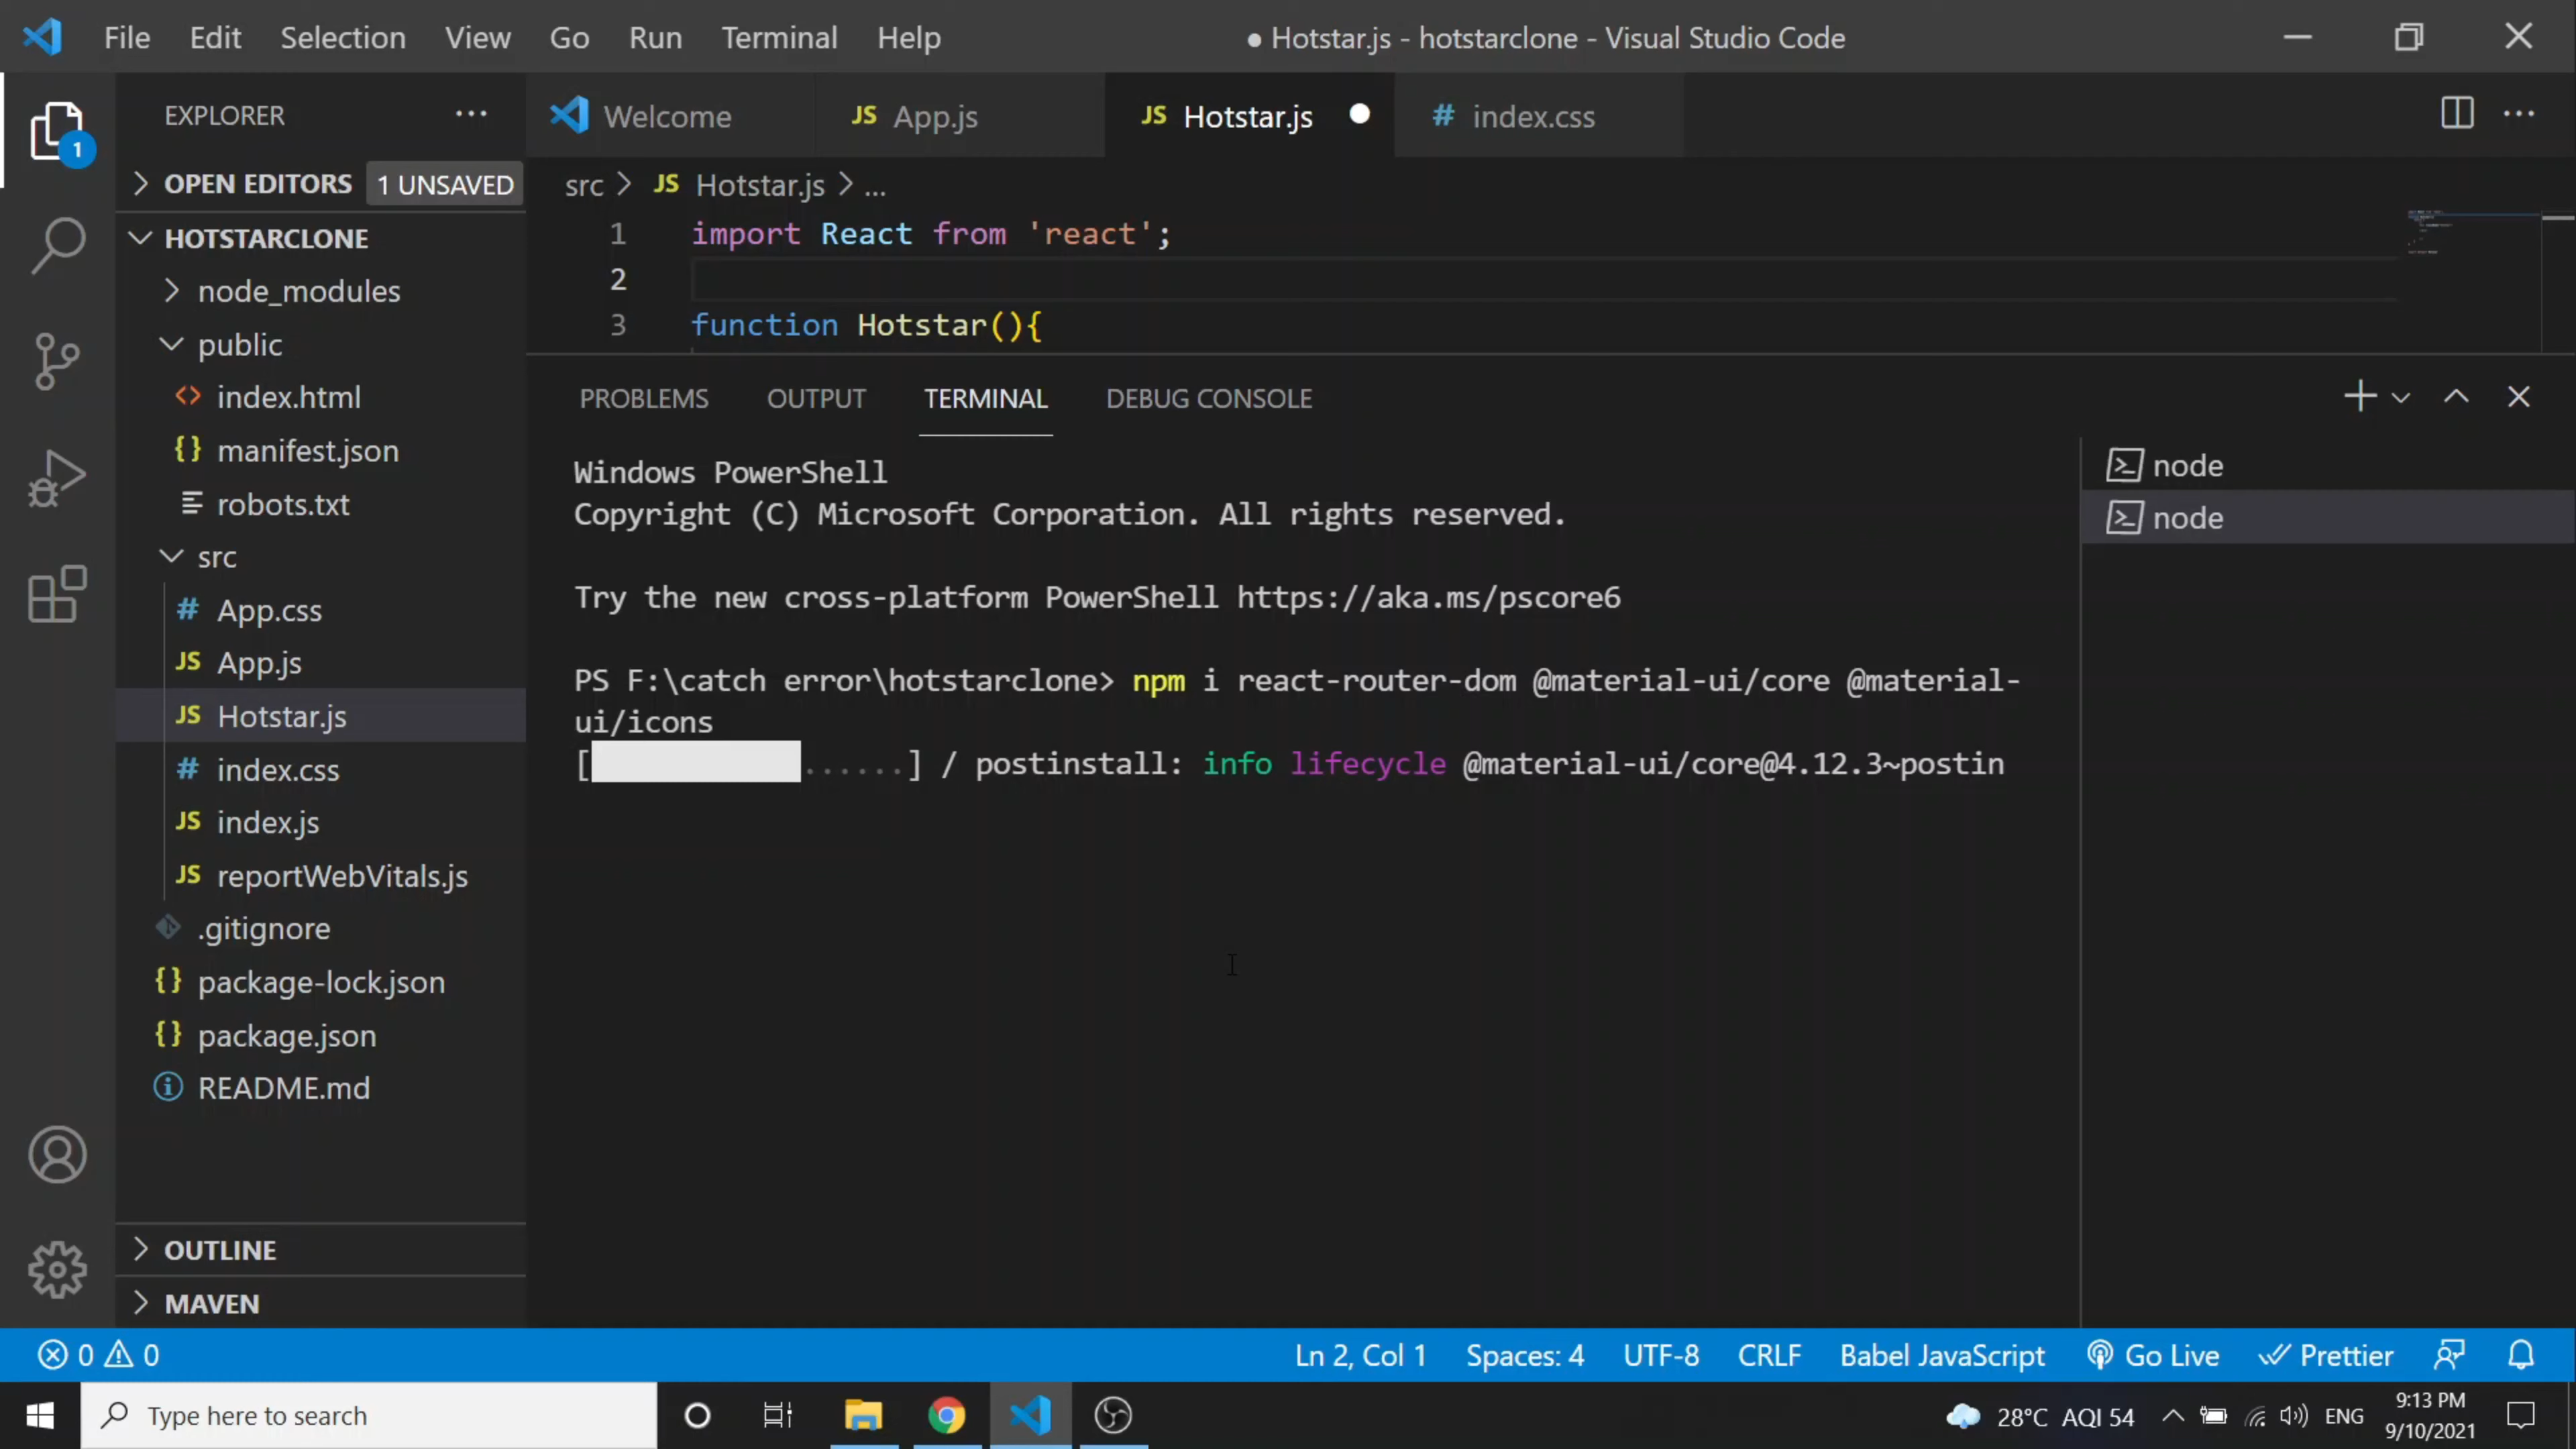 File Edit Selection View Go Run Terminal Help
● Hotstar.js - hotstarclone - Visual Studio Code
EXPLORER ···
OPEN EDITORS 1 UNSAVED
HOTSTARCLONE
node_modules
public
<> index.html
{} manifest.json
robots.txt
src
# App.css
JS App.js
JS Hotstar.js
# index.css
JS index.js
JS reportWebVitals.js
.gitignore
{} package-lock.json
{} package.json
README.md
OUTLINE
MAVEN
1
Welcome JS App.js JS Hotstar.js ● # index.css
src > JS Hotstar.js > ...
1 import React from 'react';
2
3 function Hotstar(){
PROBLEMS OUTPUT TERMINAL DEBUG CONSOLE
Windows PowerShell
Copyright (C) Microsoft Corporation. All rights reserved.
Try the new cross-platform PowerShell https://aka.ms/pscore6
PS F:\catch error\hotstarclone> npm i react-router-dom @material-ui/core @material-
ui/icons
[ ......] / postinstall: info lifecycle @material-ui/core@4.12.3~postin
node
node
0 0 Ln 2, Col 1 Spaces: 4 UTF-8 CRLF Babel JavaScript Go Live Prettier
Type here to search
28°C AQI 54 ENG
9:13 PM
9/10/2021